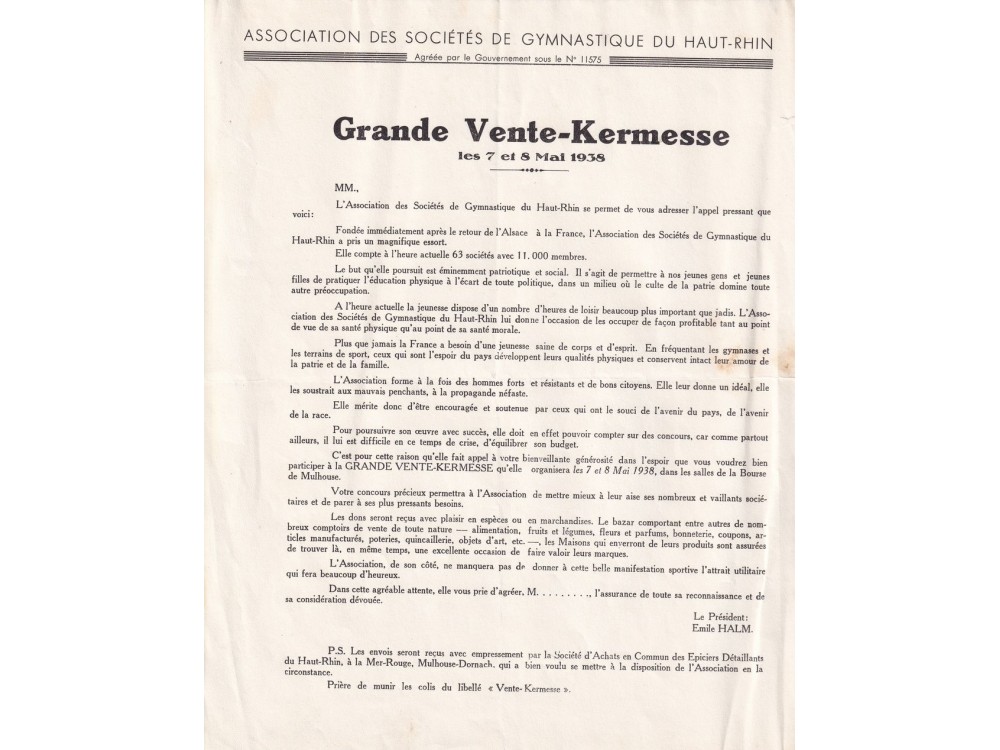 ASSOCIATION DES SOCIÉTÉS DE GYMNASTIQUE DU HAUT-RHIN
Agréée par le Gouvernement sous le N° 11575
Grande Vente-Kermesse
les 7 et 8 Mai 1938
MM.,
L'Association des Sociétés de Gymnastique du Haut-Rhin se permet de vous adresser l'appel pressant que
voici:
Fondée immédiatement après le retour de l'Alsace à la France, l'Association des Sociétés de Gymnastique du
Haut-Rhin a pris un magnifique essort.
Elle compte à l'heure actuelle 63 sociétés avec 11.000 membres.
Le but qu'elle poursuit est éminemment patriotique et social. Il s'agit de permettre à nos jeunes gens et jeunes
filles de pratiquer l'éducation physique à l'écart de toute politique, dans un milieu où le culte de la patrie domine toute
autre préoccupation.
A l'heure actuelle la jeunesse dispose d'un nombre d'heures de loisir beaucoup plus important que jadis. L'Asso-
ciation des Sociétés de Gymnastique du Haut-Rhin lui donne l'occasion de les occuper de façon profitable tant au point
de vue de sa santé physique qu'au point de sa santé morale.
Plus que jamais la France a besoin d'une jeunesse saine de corps et d'esprit. En fréquentant les gymnases et
les terrains de sport, ceux qui sont l'espoir du pays développent leurs qualités physiques et conservent intact leur amour de
la patrie et de la famille.
L'Association forme à la fois des hommes forts et résistants et de bons citoyens. Elle leur donne un idéal, elle
les soustrait aux mauvais penchants, à la propagande néfaste.
Elle mérite donc d'être encouragée et soutenue par ceux qui ont le souci de l'avenir du pays, de l'avenir
de la race.
Pour poursuivre son œuvre avec succès, elle doit en effet pouvoir compter sur des concours, car comme partout
ailleurs, il lui est difficile en ce temps de crise, d'équilibrer son budget.
C'est pour cette raison qu'elle fait appel à votre bienveillante générosité dans l'espoir que vous voudrez bien
participer à la GRANDE VENTE-KERMESSE qu'elle organisera les 7 et 8 Mai 1938, dans les salles de la Bourse
de Mulhouse.
Votre concours précieux permettra à l'Association de mettre mieux à leur aise ses nombreux et vaillants socié-
taires et de parer à ses plus pressants besoins.
Les dons seront reçus avec plaisir en espèces ou en marchandises. Le bazar comportant entre autres de nom-
breux comptoirs de vente de toute nature — alimentation, fruits et légumes, fleurs et parfums, bonneterie, coupons, ar-
ticles manufacturés, poteries, quincaillerie, objets d'art, etc. —, les Maisons qui enverront de leurs produits sont assurées
de trouver là, en même temps, une excellente occasion de faire valoir leurs marques.
L'Association, de son côté, ne manquera pas de donner à cette belle manifestation sportive l'attrait utilitaire
qui fera beaucoup d'heureux.
Dans cette agréable attente, elle vous prie d'agréer, M. . . . . . . . ., l'assurance de toute sa reconnaissance et de
sa considération dévouée.
Le Président:
Emile HALM.
P.S. Les envois seront reçus avec empressement par la Société d'Achats en Commun des Epiciers Détaillants
du Haut-Rhin, à la Mer-Rouge, Mulhouse-Dornach, qui a bien voulu se mettre à la disposition de l'Association en la
circonstance.
Prière de munir les colis du libellé « Vente-Kermesse ».